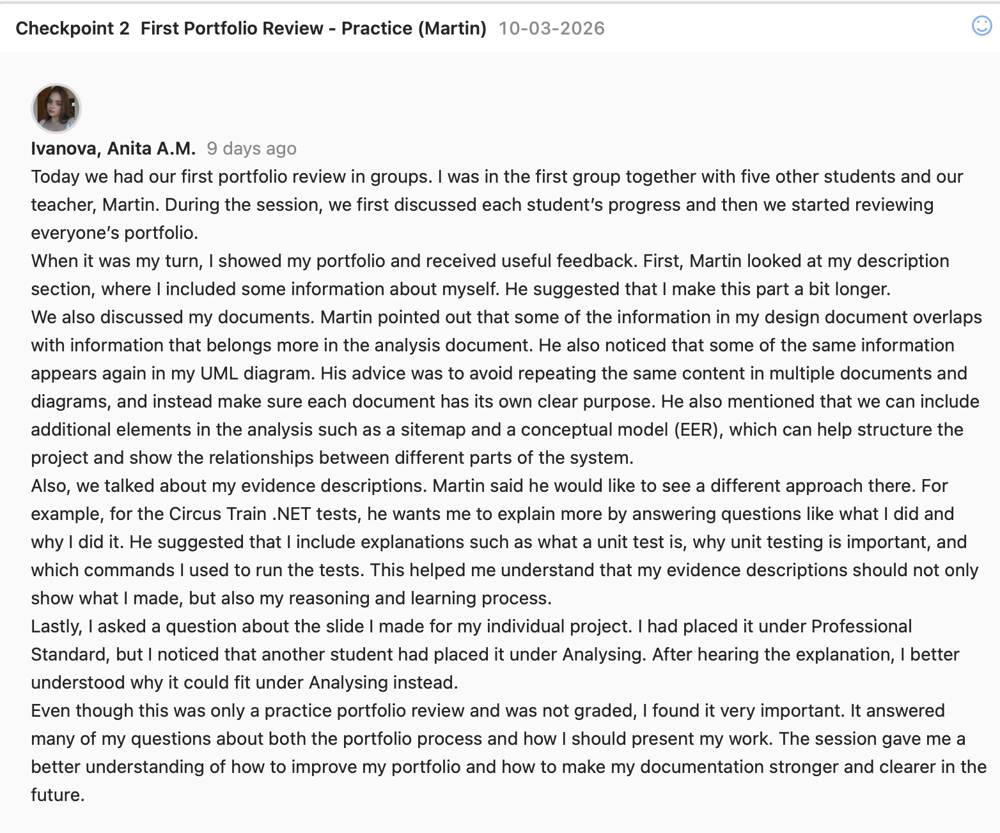 Checkpoint 2 First Portfolio Review - Practice (Martin) 10-03-2026
Ivanova, Anita A.M. 9 days ago
Today we had our first portfolio review in groups. I was in the first group together with five other students and our
teacher, Martin. During the session, we first discussed each student’s progress and then we started reviewing
everyone’s portfolio.
When it was my turn, I showed my portfolio and received useful feedback. First, Martin looked at my description
section, where I included some information about myself. He suggested that I make this part a bit longer.
We also discussed my documents. Martin pointed out that some of the information in my design document overlaps
with information that belongs more in the analysis document. He also noticed that some of the same information
appears again in my UML diagram. His advice was to avoid repeating the same content in multiple documents and
diagrams, and instead make sure each document has its own clear purpose. He also mentioned that we can include
additional elements in the analysis such as a sitemap and a conceptual model (EER), which can help structure the
project and show the relationships between different parts of the system.
Also, we talked about my evidence descriptions. Martin said he would like to see a different approach there. For
example, for the Circus Train .NET tests, he wants me to explain more by answering questions like what I did and
why I did it. He suggested that I include explanations such as what a unit test is, why unit testing is important, and
which commands I used to run the tests. This helped me understand that my evidence descriptions should not only
show what I made, but also my reasoning and learning process.
Lastly, I asked a question about the slide I made for my individual project. I had placed it under Professional
Standard, but I noticed that another student had placed it under Analysing. After hearing the explanation, I better
understood why it could fit under Analysing instead.
Even though this was only a practice portfolio review and was not graded, I found it very important. It answered
many of my questions about both the portfolio process and how I should present my work. The session gave me a
better understanding of how to improve my portfolio and how to make my documentation stronger and clearer in the
future.